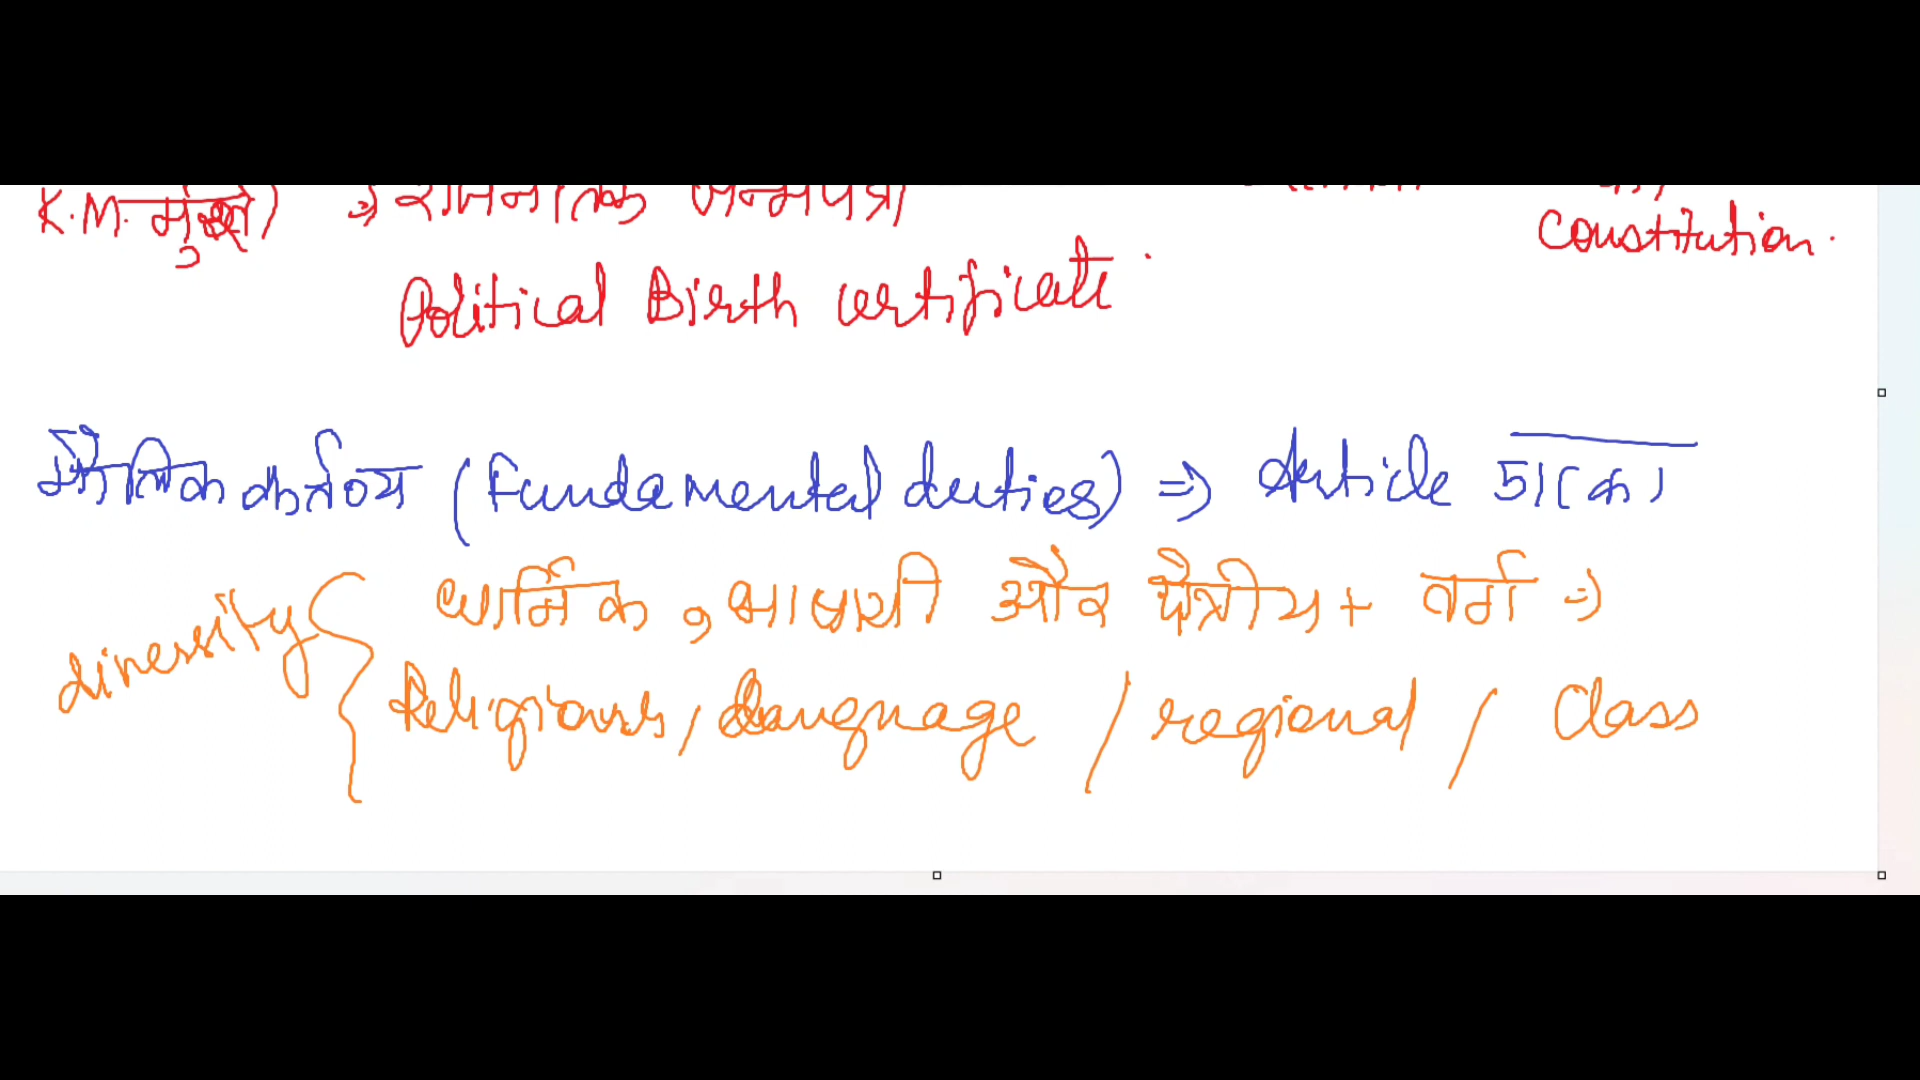 K.M. मुंशी) ⇒ राजनीतिक जन्मपत्री
constitution.
Political Birth certificate.
मौलिक कर्तव्य (Fundamental duties) ⇒ Article 51(क)
धार्मिक, भाषायी और क्षेत्रीय + वर्ग ⇒
diversity {
Religious, Language / regional / Class